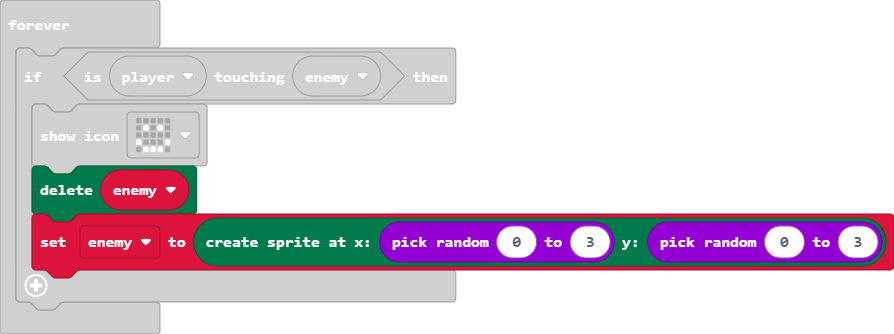 forever
if is player touching enemy then
show icon
delete enemy
set enemy to create sprite at x: pick random 0 to 3 y: pick random 0 to 3